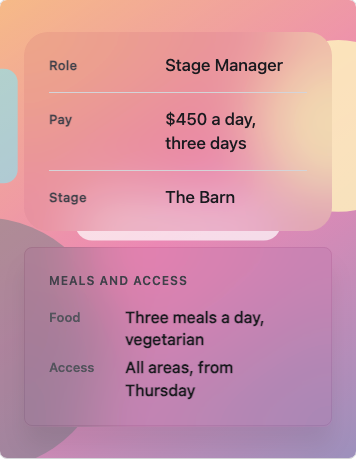 Role Stage Manager
Pay $450 a day,
three days
Stage The Barn
MEALS AND ACCESS
Food Three meals a day,
vegetarian
Access All areas, from
Thursday